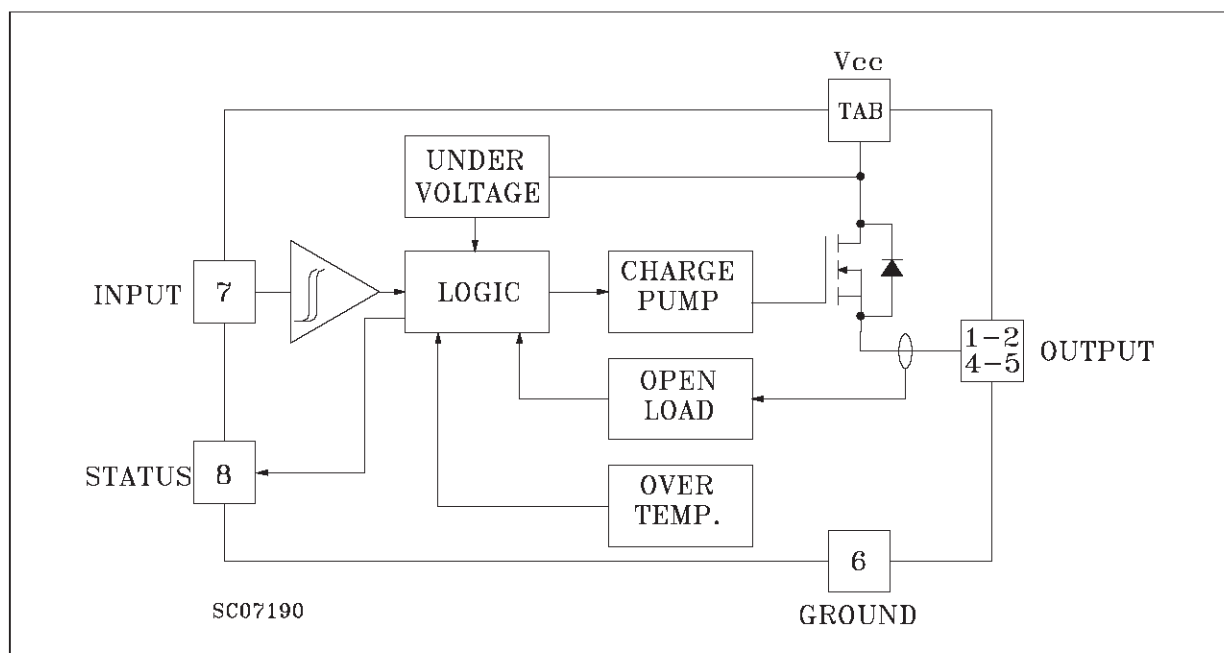 Vcc
TAB
UNDER
VOLTAGE
INPUT
7
LOGIC
CHARGE
PUMP
1-2
4-5
OUTPUT
OPEN
LOAD
STATUS
8
OVER
TEMP.
6
GROUND
SC07190